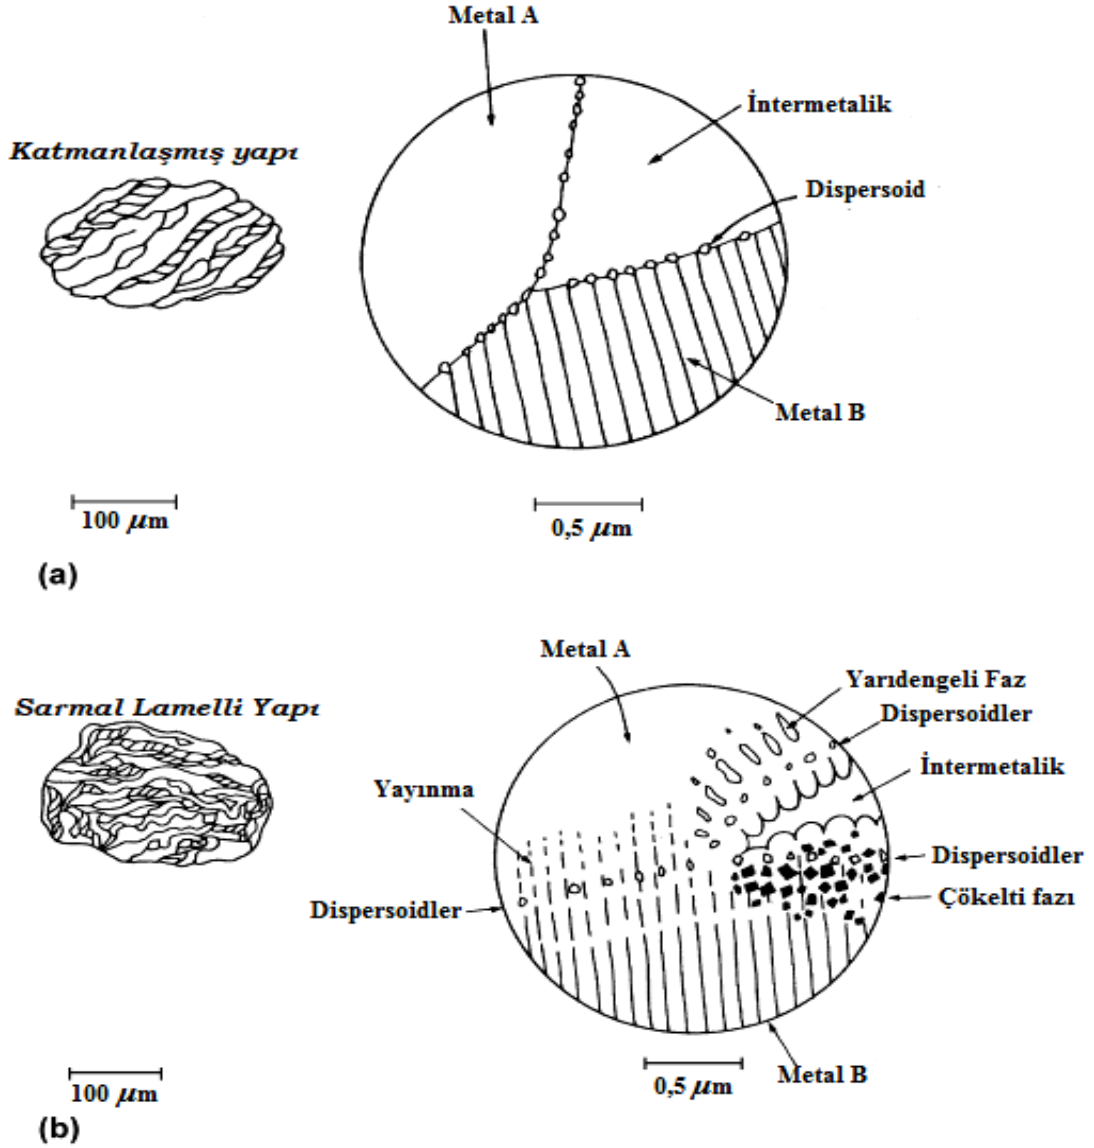 Metal A
İntermetalik
Katmanlaşmış yapı
Dispersoid
Metal B
100 μm
0,5 μm
(a)
Metal A
Yarıdengeli Faz
Sarmal Lamelli Yapı
Dispersoidler
İntermetalik
Yayınma
Dispersoidler
Çökelti fazı
Dispersoidler
0,5 μm
Metal B
100 μm
(b)